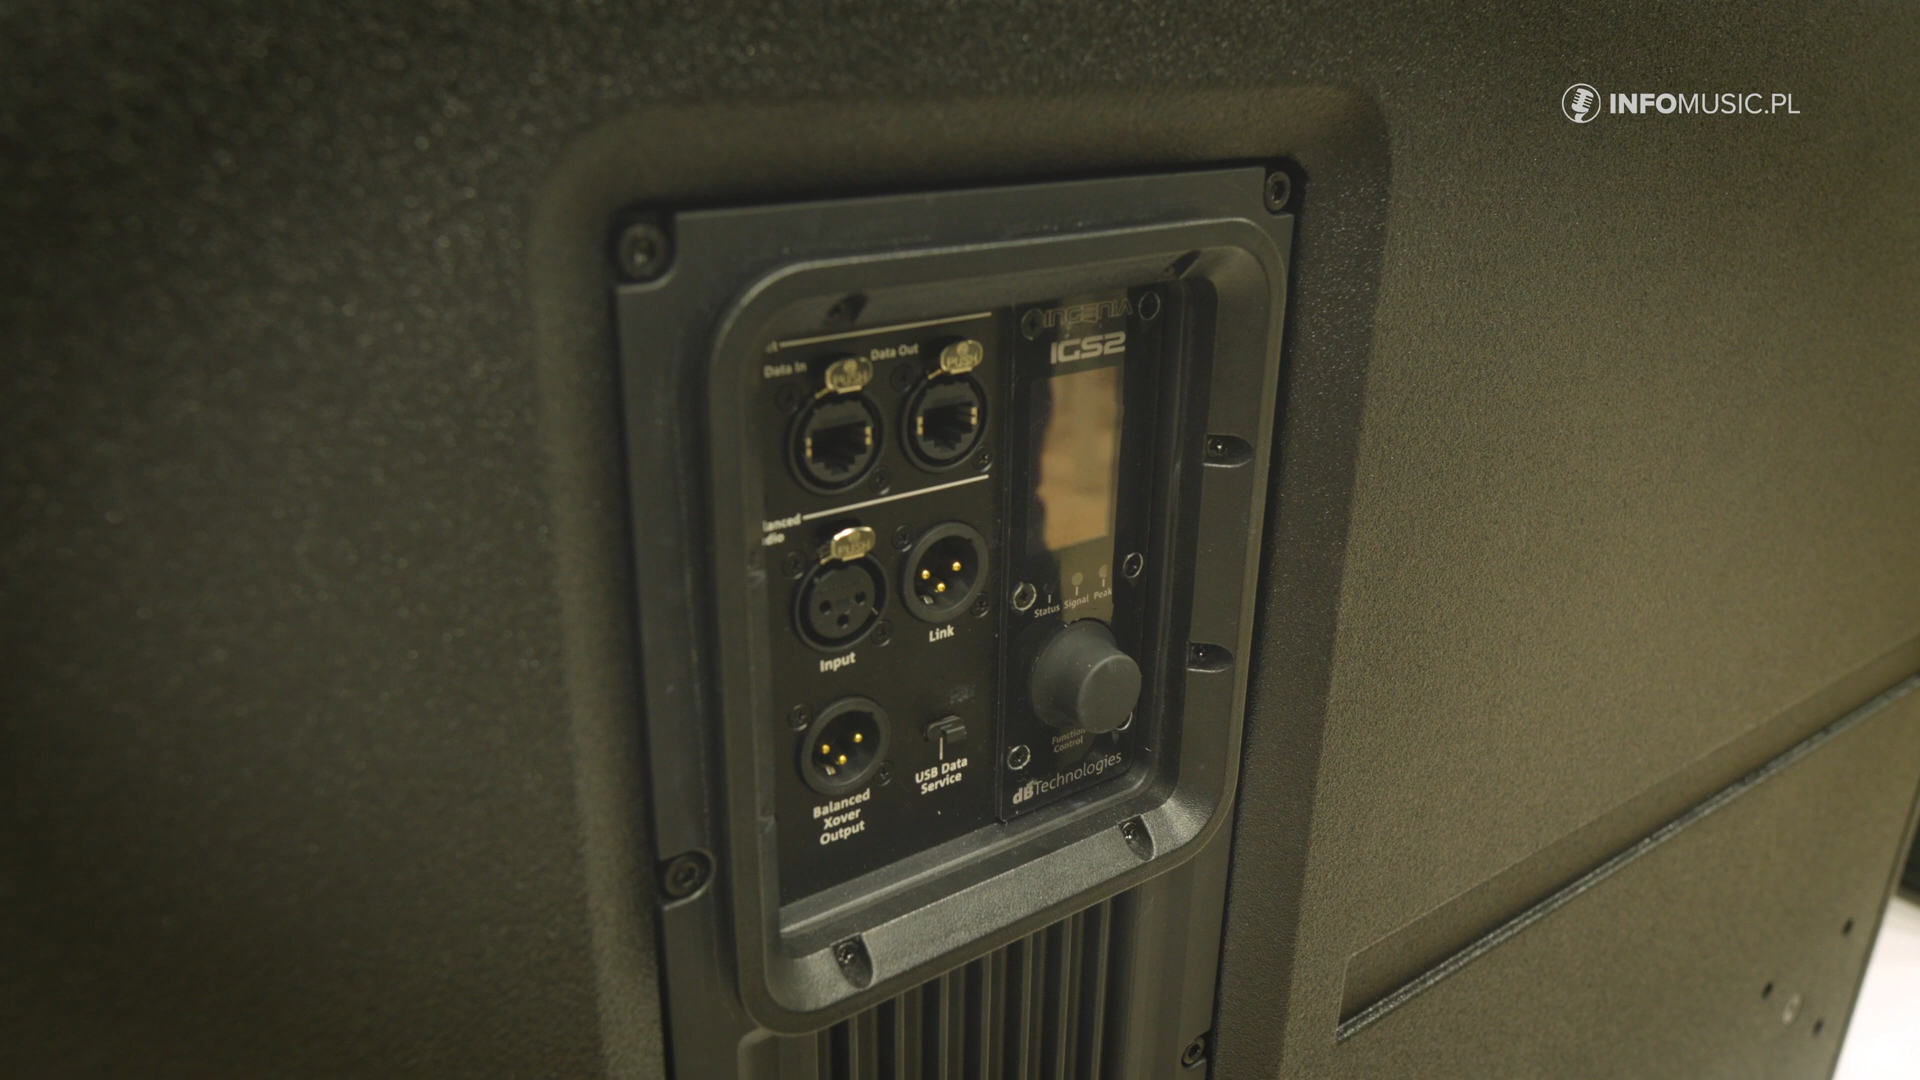 INFOMUSIC.PL
INGENIA
IGS2
Data In
Data Out
PUSH
PUSH
PUSH
Input
Link
Status
Signal
Peak
Balanced
Xover
Output
USB Data
Service
Function
Control
dBTechnologies